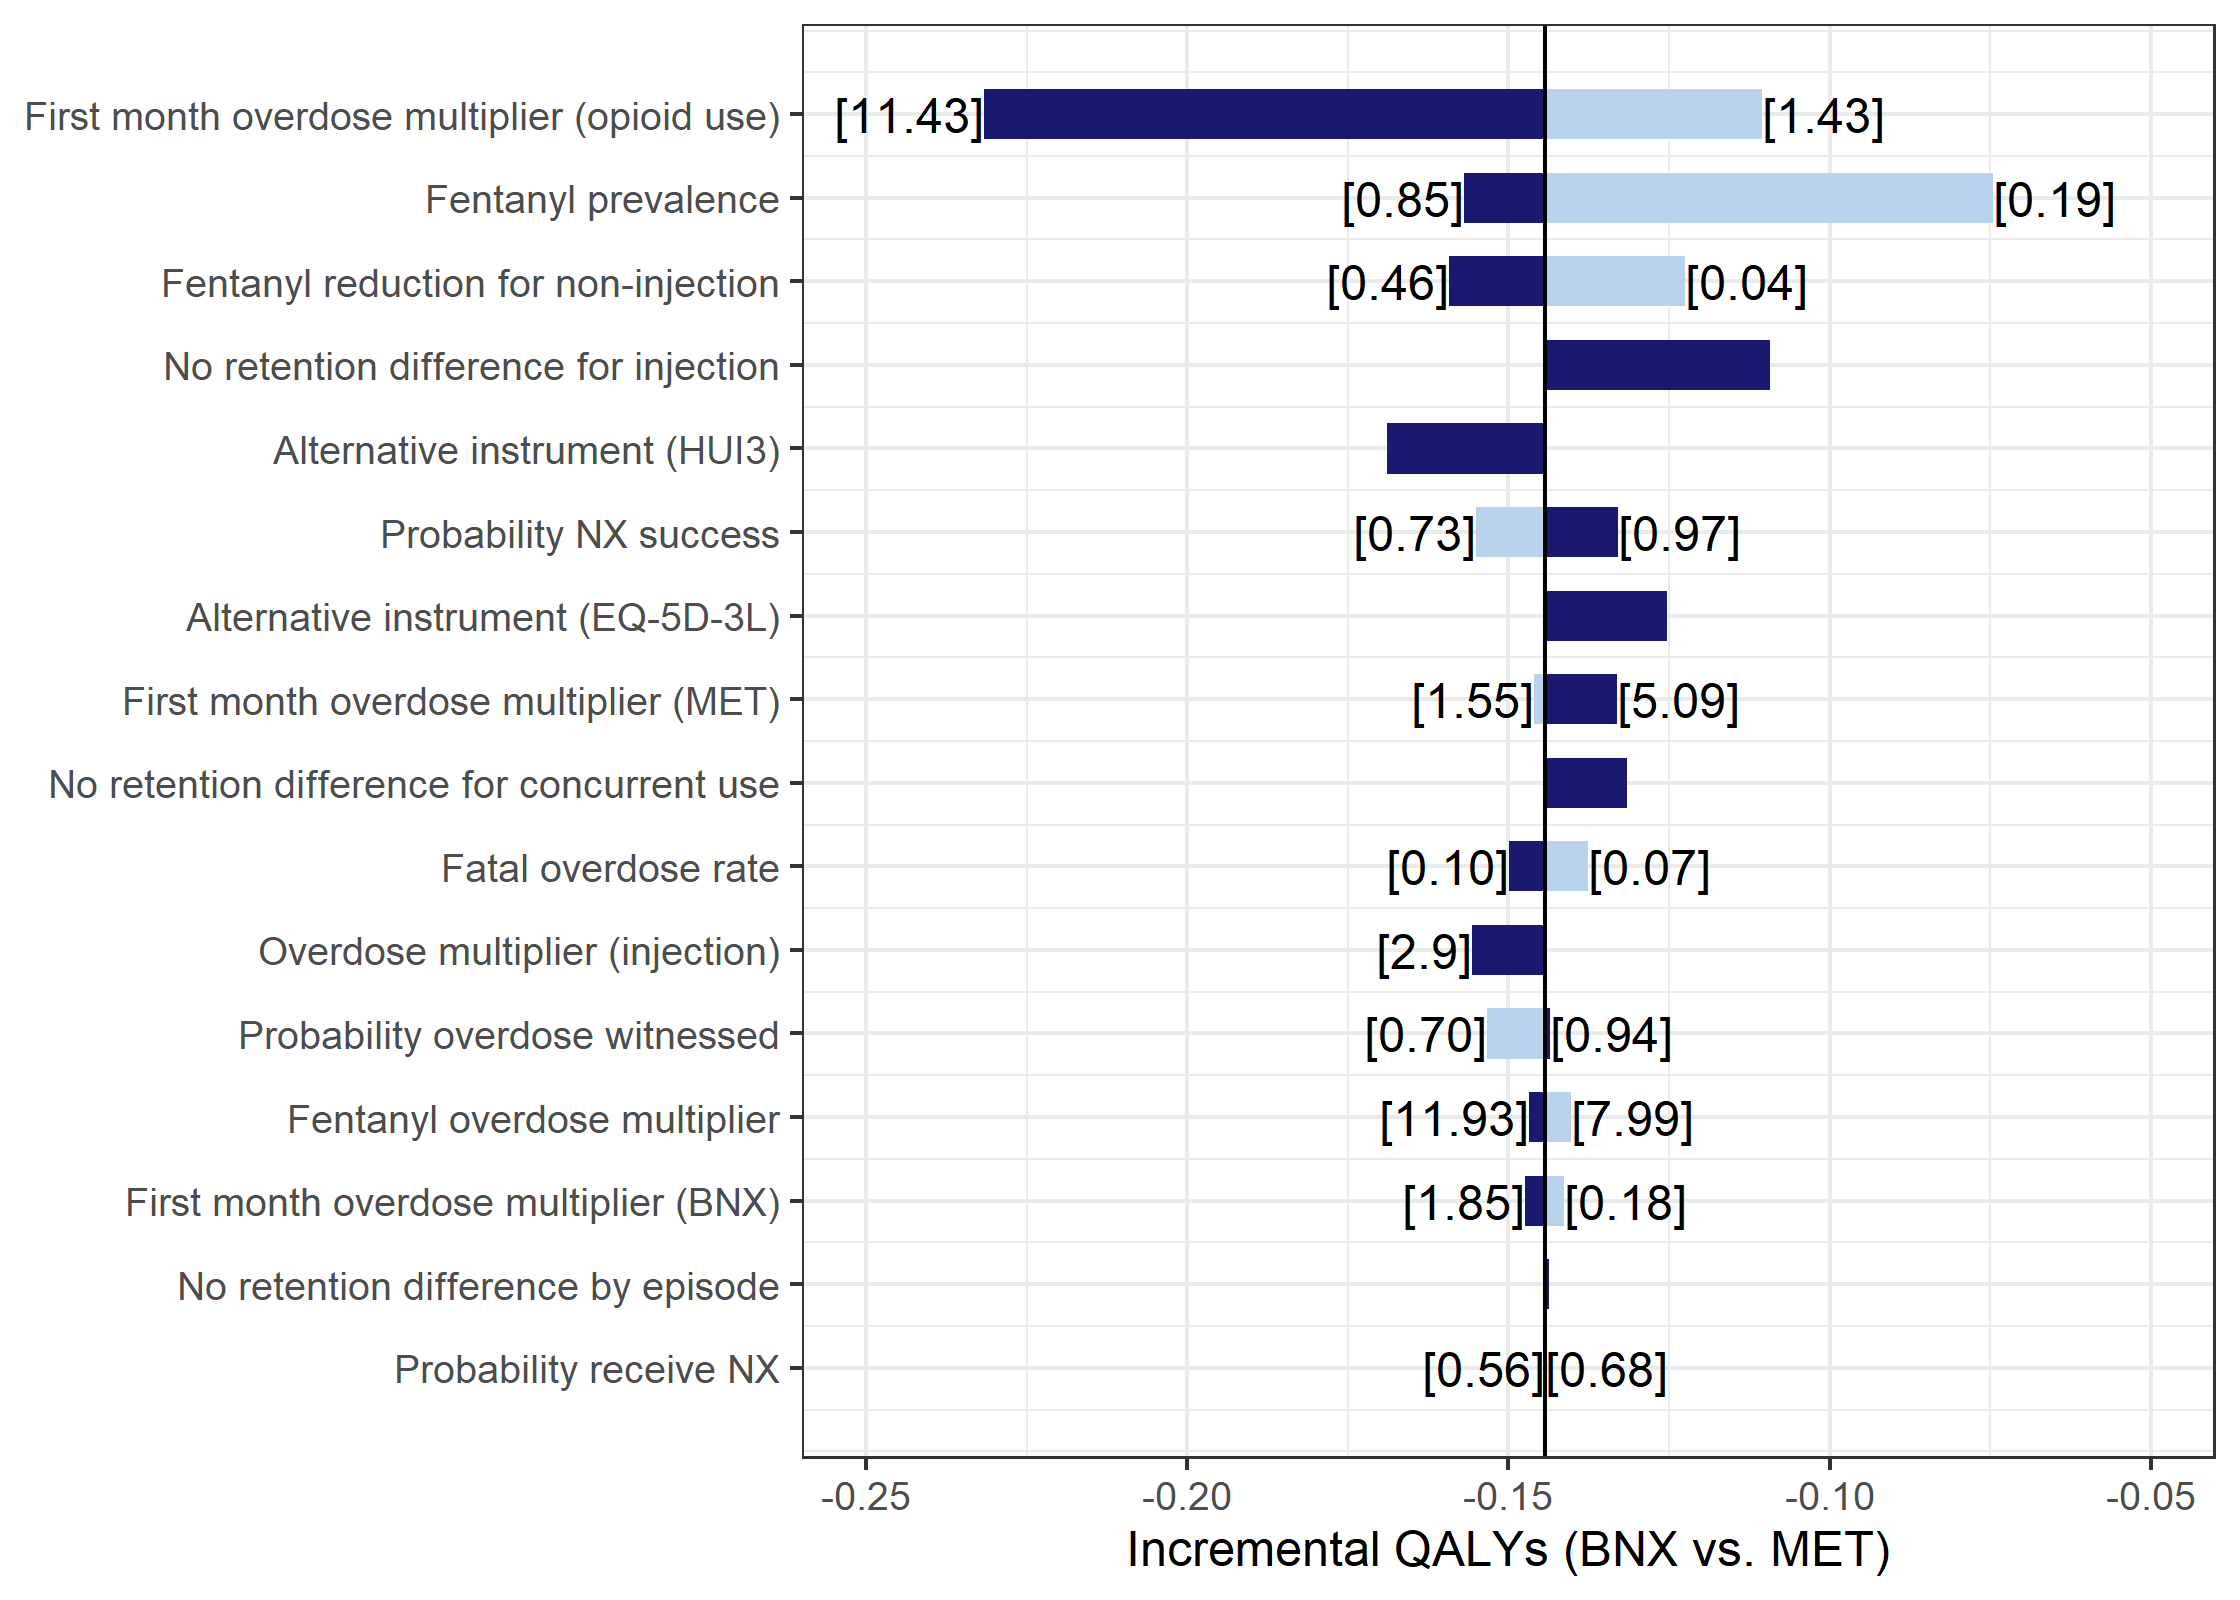 First month overdose multiplier (opioid use) [11.43] [1.43]
Fentanyl prevalence [0.85] [0.19]
Fentanyl reduction for non-injection [0.46] [0.04]
No retention difference for injection
Alternative instrument (HUI3)
Probability NX success [0.73] [0.97]
Alternative instrument (EQ-5D-3L)
First month overdose multiplier (MET) [1.55] [5.09]
No retention difference for concurrent use
Fatal overdose rate [0.10] [0.07]
Overdose multiplier (injection) [2.9]
Probability overdose witnessed [0.70] [0.94]
Fentanyl overdose multiplier [11.93] [7.99]
First month overdose multiplier (BNX) [1.85] [0.18]
No retention difference by episode
Probability receive NX [0.56] [0.68]
-0.25 -0.20 -0.15 -0.10 -0.05
Incremental QALYs (BNX vs. MET)